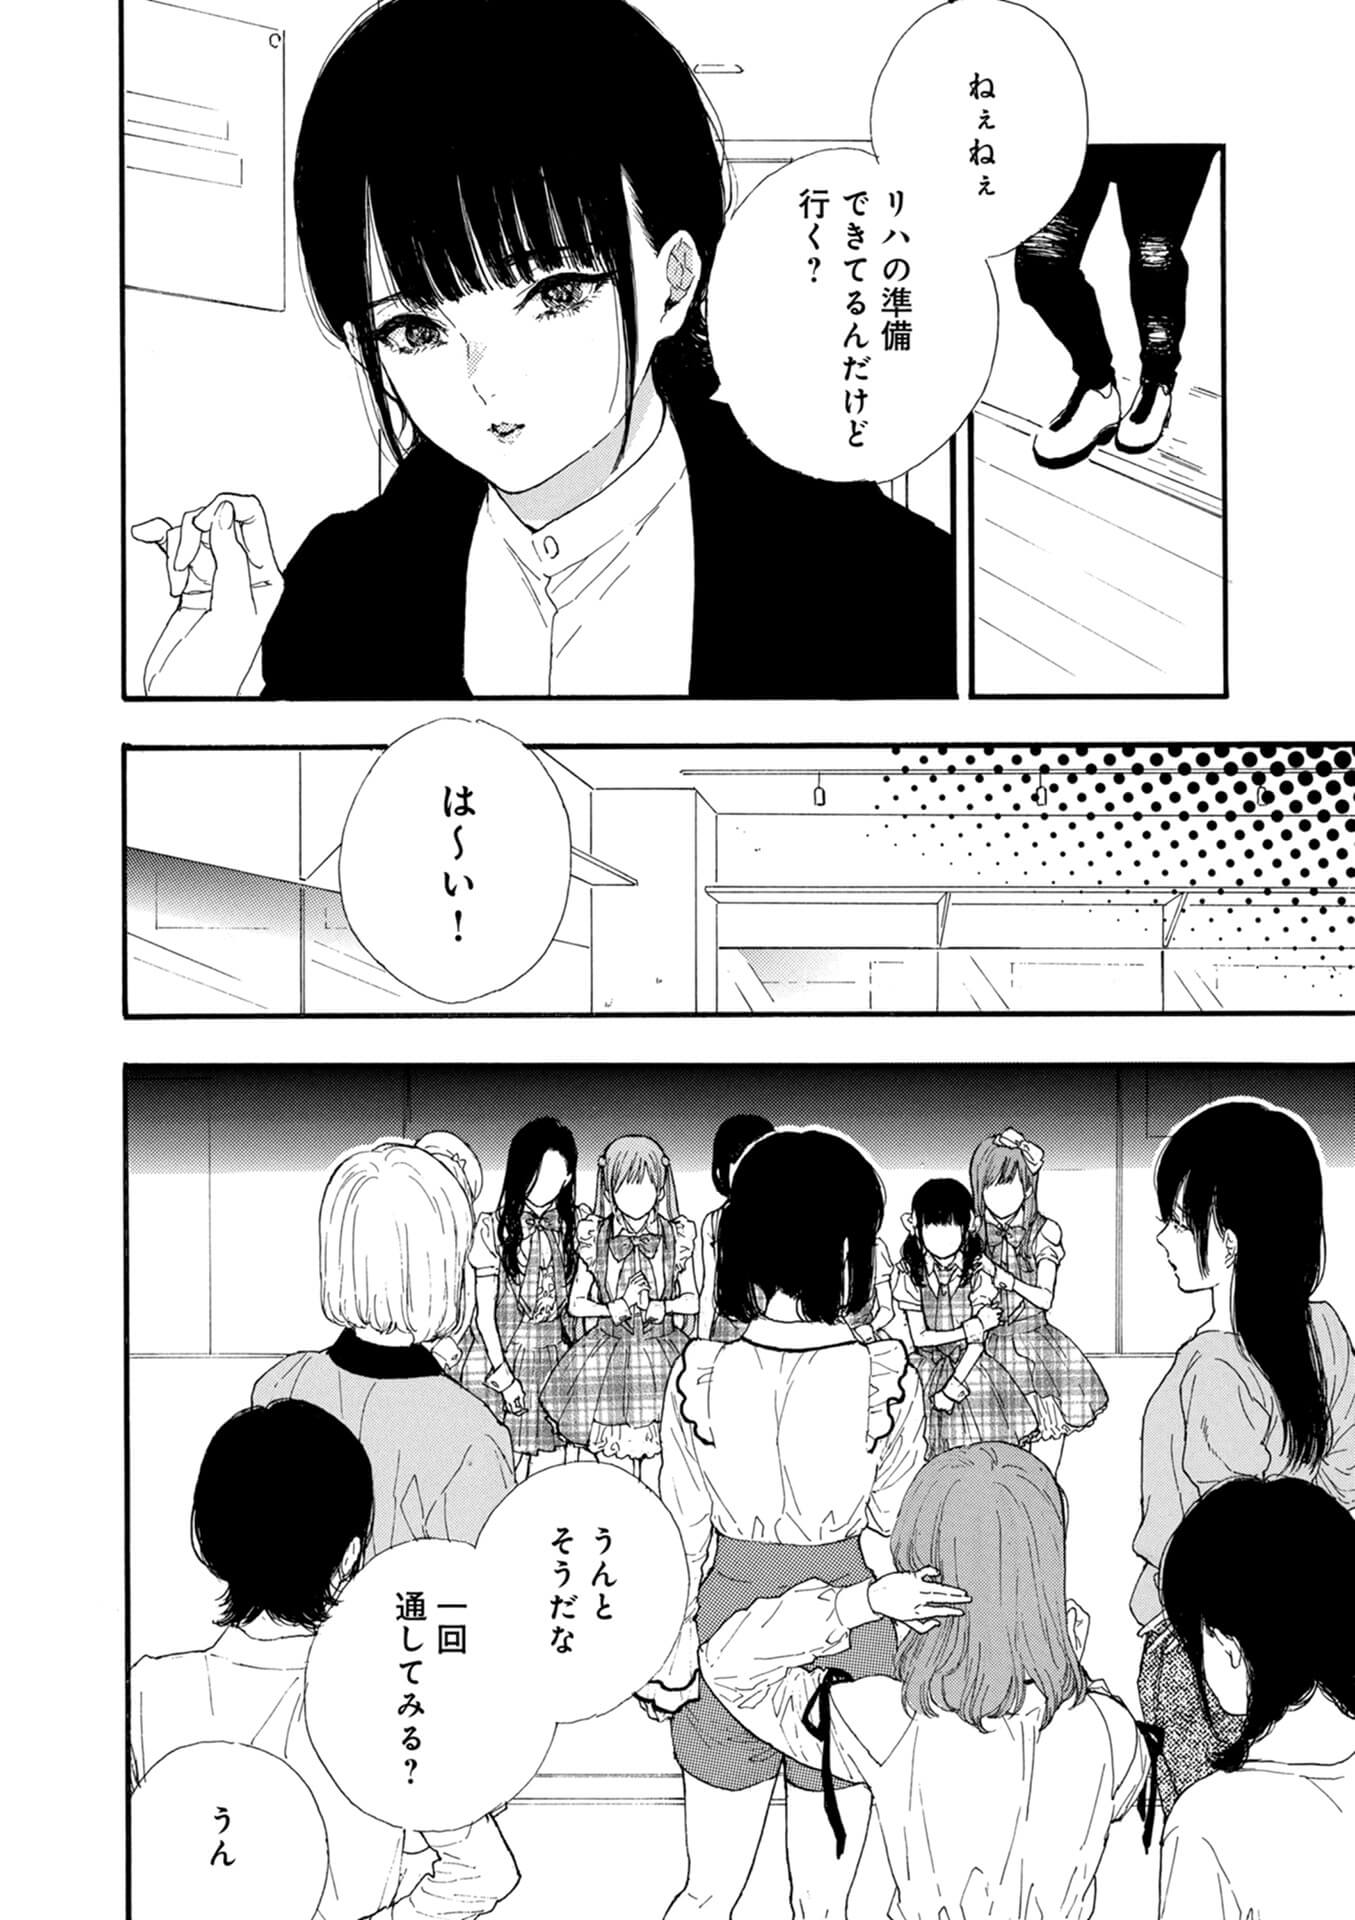 ねぇねぇ
リハの準備
できてるんだけど
行く?
は〜い!
うんと
そうだな
一回
通してみる?
うん